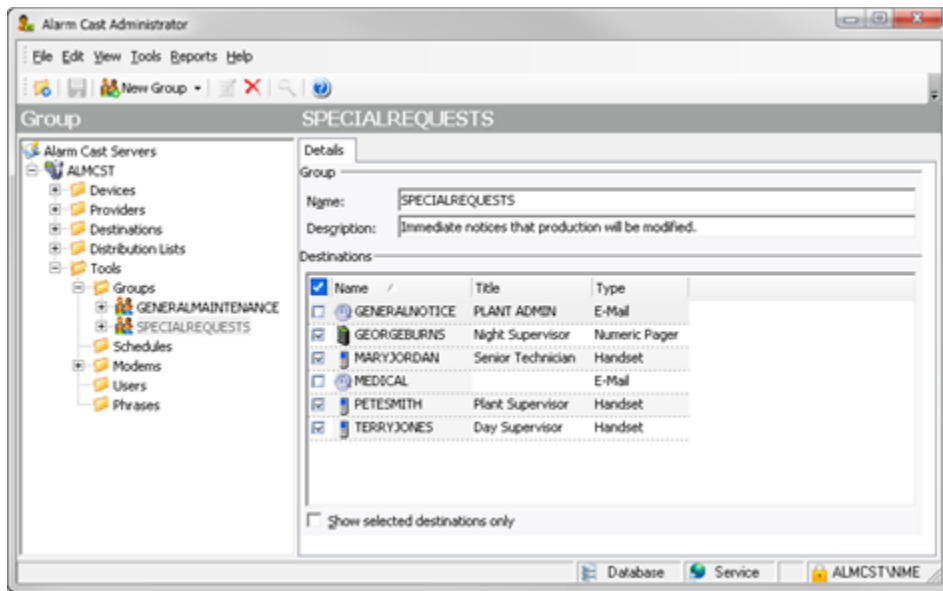 Alarm Cast Administrator
File Edit View Tools Reports Help
New Group
Group
SPECIALREQUESTS
Alarm Cast Servers
ALMCST
Devices
Providers
Destinations
Distribution Lists
Tools
Groups
GENERALMAINTENANCE
SPECIALREQUESTS
Schedules
Modems
Users
Phrases
Details
Group
Name: SPECIALREQUESTS
Description: Immediate notices that production will be modified.
Destinations
Name Title Type
GENERALNOTICE PLANT ADMIN E-Mail
GEORGEBURNS Night Supervisor Numeric Pager
MARYJORDAN Senior Technician Handset
MEDICAL E-Mail
PETESMITH Plant Supervisor Handset
TERRYJONES Day Supervisor Handset
Show selected destinations only
Database Service ALMCST\NME